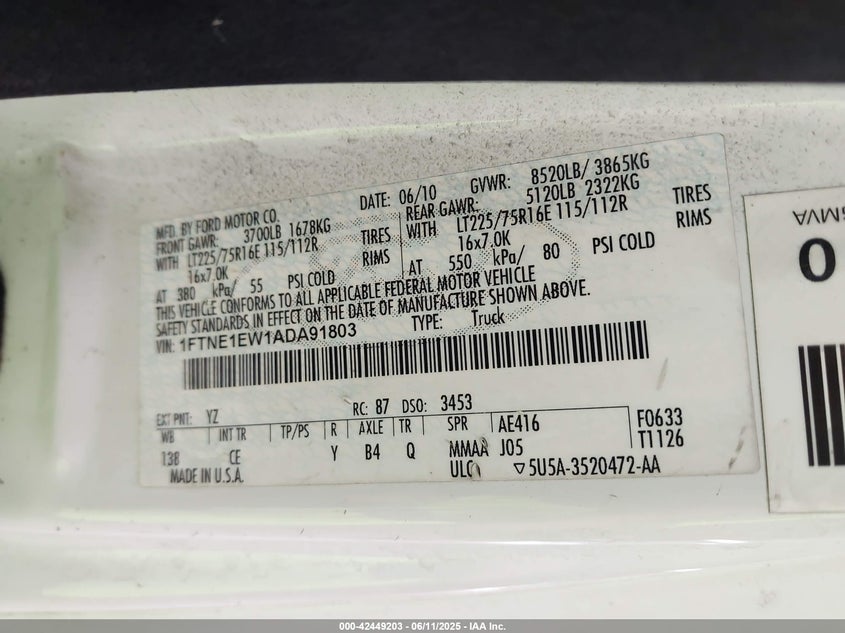 MFD. BY FORD MOTOR CO. DATE: 06/10 GVWR: 8520LB/ 3865KG
FRONT GAWR: 3700LB 1678KG REAR GAWR: 5120LB 2322KG
WITH LT225/75R16E 115/112R TIRES WITH LT225/75R16E 115/112R TIRES
16x7.0K RIMS 16x7.0K RIMS
AT 380 kPa/ 55 PSI COLD AT 550 kPa/ 80 PSI COLD
THIS VEHICLE CONFORMS TO ALL APPLICABLE FEDERAL MOTOR VEHICLE
SAFETY STANDARDS IN EFFECT ON THE DATE OF MANUFACTURE SHOWN ABOVE.
VIN: 1FTNE1EW1ADA91803 TYPE: Truck
EXT PNT: YZ RC: 87 DSO: 3453
WB INT TR TP/PS R AXLE TR SPR AE416 F0633
138 CE Y B4 Q MMAA J05 T1126
MADE IN U.S.A. ULC ▽5U5A-3520472-AA
0
000-42449203 - 06/11/2025 - IAA Inc.